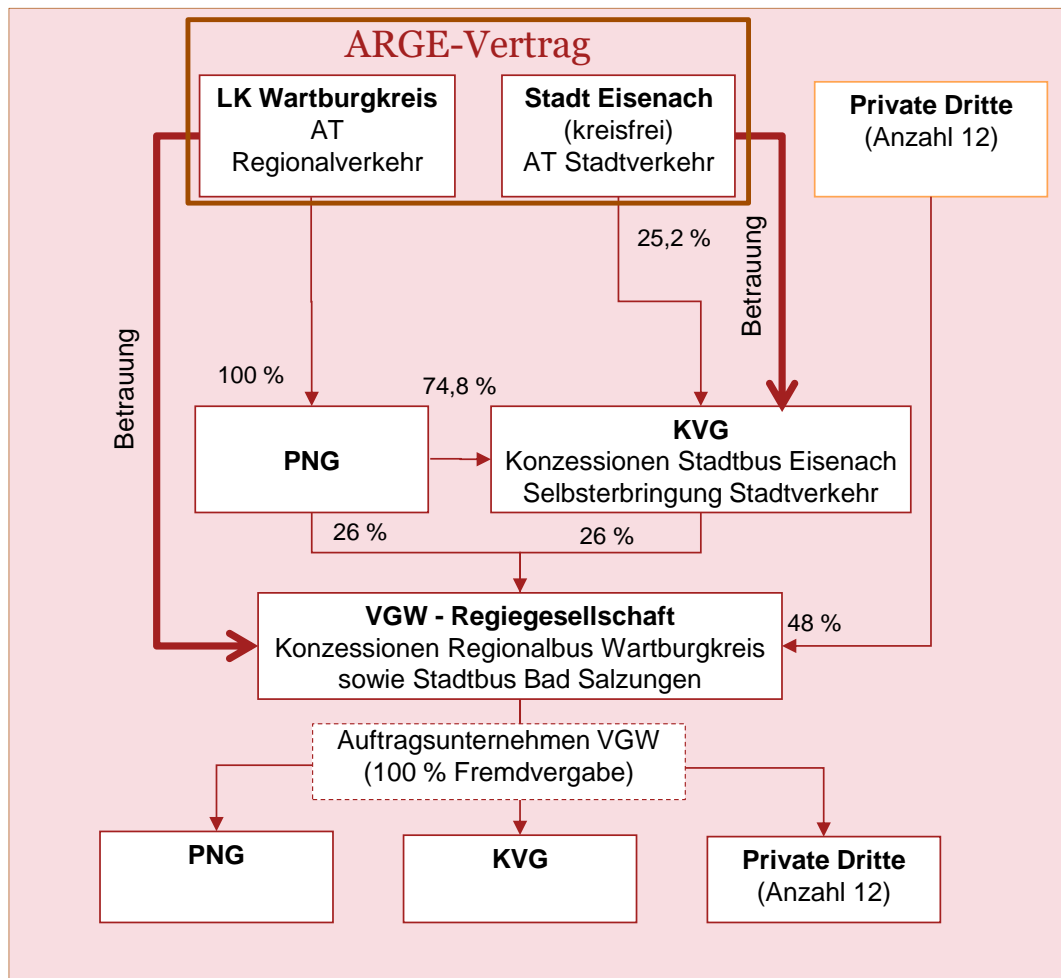 ARGE-Vertrag
LK Wartburgkreis
AT
Regionalverkehr
Stadt Eisenach
(kreisfrei)
AT Stadtverkehr
Private Dritte
(Anzahl 12)
25,2 %
Betrauung
Betrauung
100 %
74,8 %
PNG
KVG
Konzessionen Stadtbus Eisenach
Selbsterbringung Stadtverkehr
26 %
26 %
VGW - Regiegesellschaft
Konzessionen Regionalbus Wartburgkreis
sowie Stadtbus Bad Salzungen
48 %
Auftragsunternehmen VGW
(100 % Fremdvergabe)
PNG
KVG
Private Dritte
(Anzahl 12)